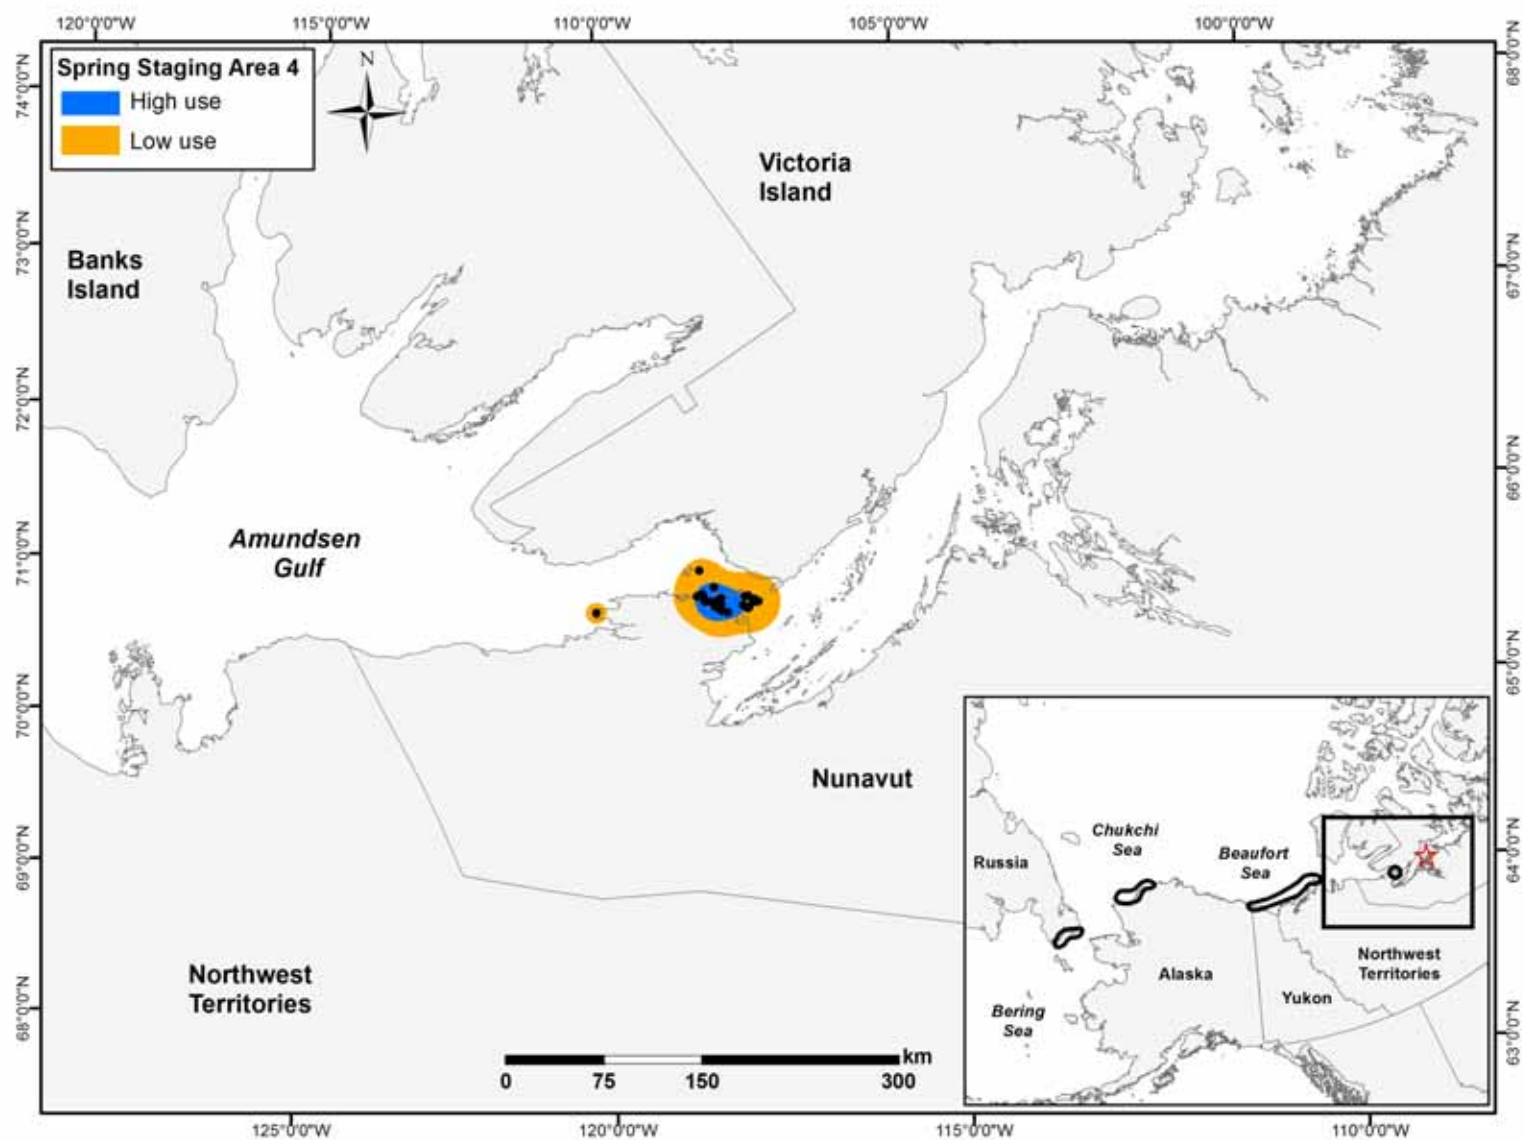 120°0'0"W 115°0'0"W 110°0'0"W 105°0'0"W 100°0'0"W
Spring Staging Area 4
High use
Low use
N
74°0'0"N
73°0'0"N
72°0'0"N
71°0'0"N
70°0'0"N
69°0'0"N
68°0'0"N
68°0'0"N
67°0'0"N
66°0'0"N
65°0'0"N
64°0'0"N
63°0'0"N
Victoria
Island
Banks
Island
Amundsen
Gulf
Nunavut
Northwest
Territories
km
0 75 150 300
Chukchi
Sea
Beaufort
Sea
Russia
Northwest
Territories
Alaska
Yukon
Bering
Sea
125°0'0"W 120°0'0"W 115°0'0"W 110°0'0"W